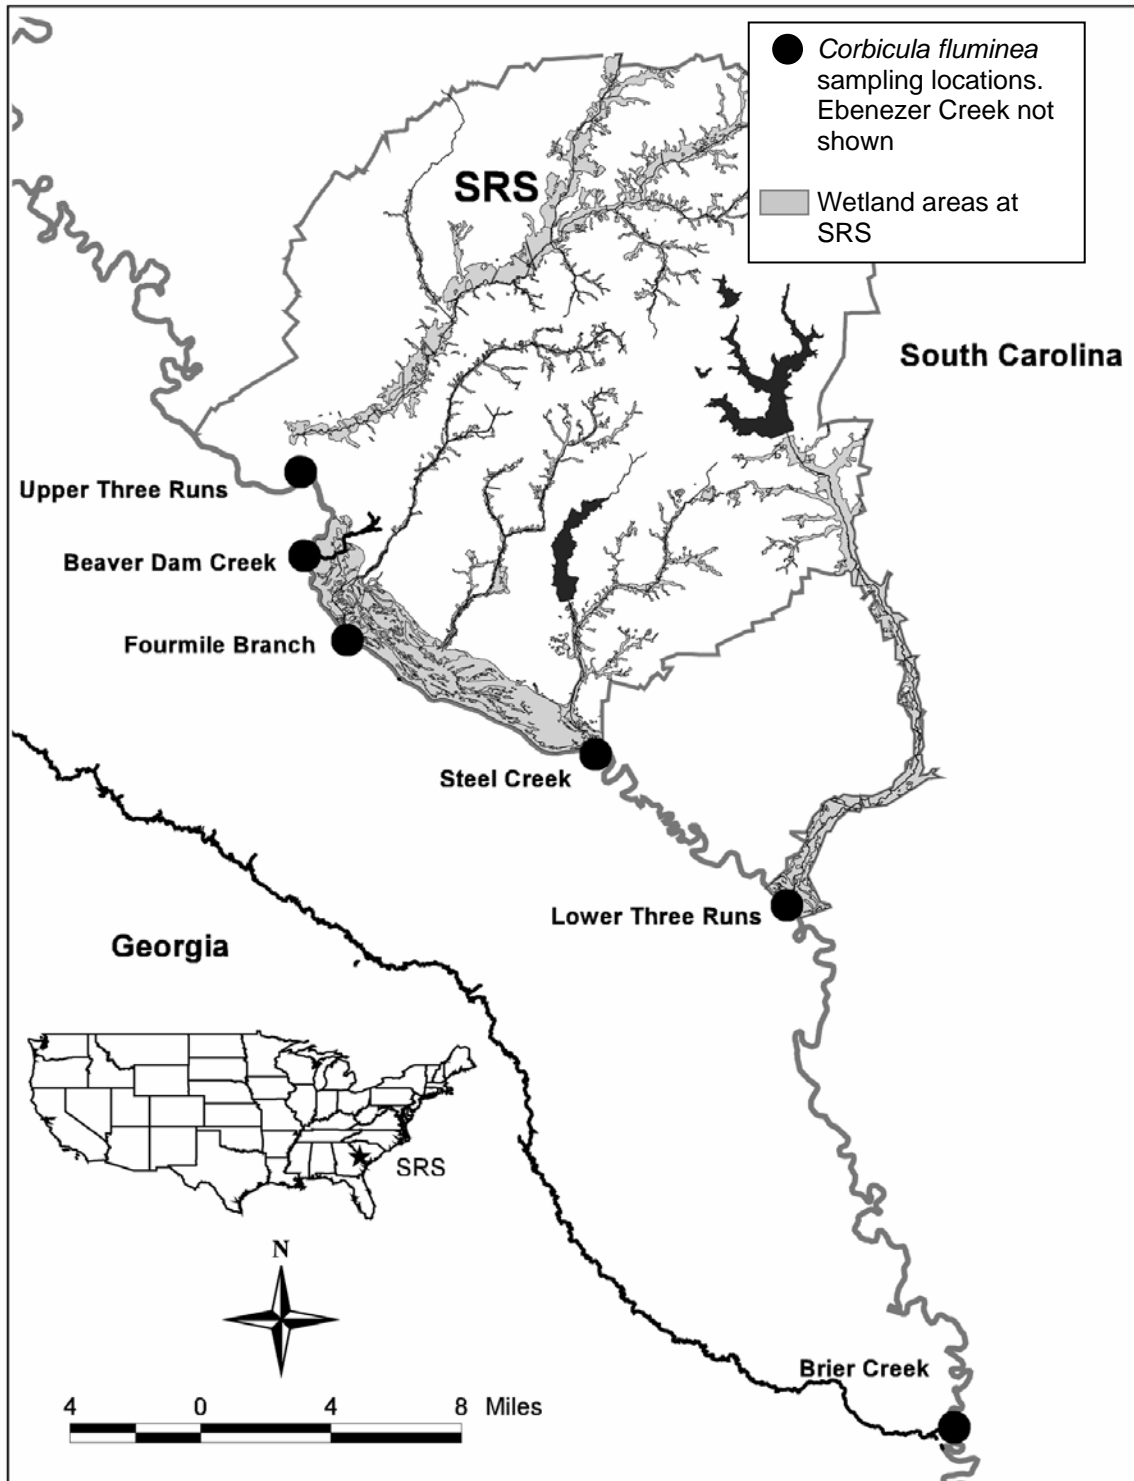 Corbicula fluminea
sampling locations.
Ebenezer Creek not
shown
Wetland areas at
SRS
SRS
South Carolina
Upper Three Runs
Beaver Dam Creek
Fourmile Branch
Steel Creek
Lower Three Runs
Georgia
SRS
N
Brier Creek
4 0 4 8 Miles